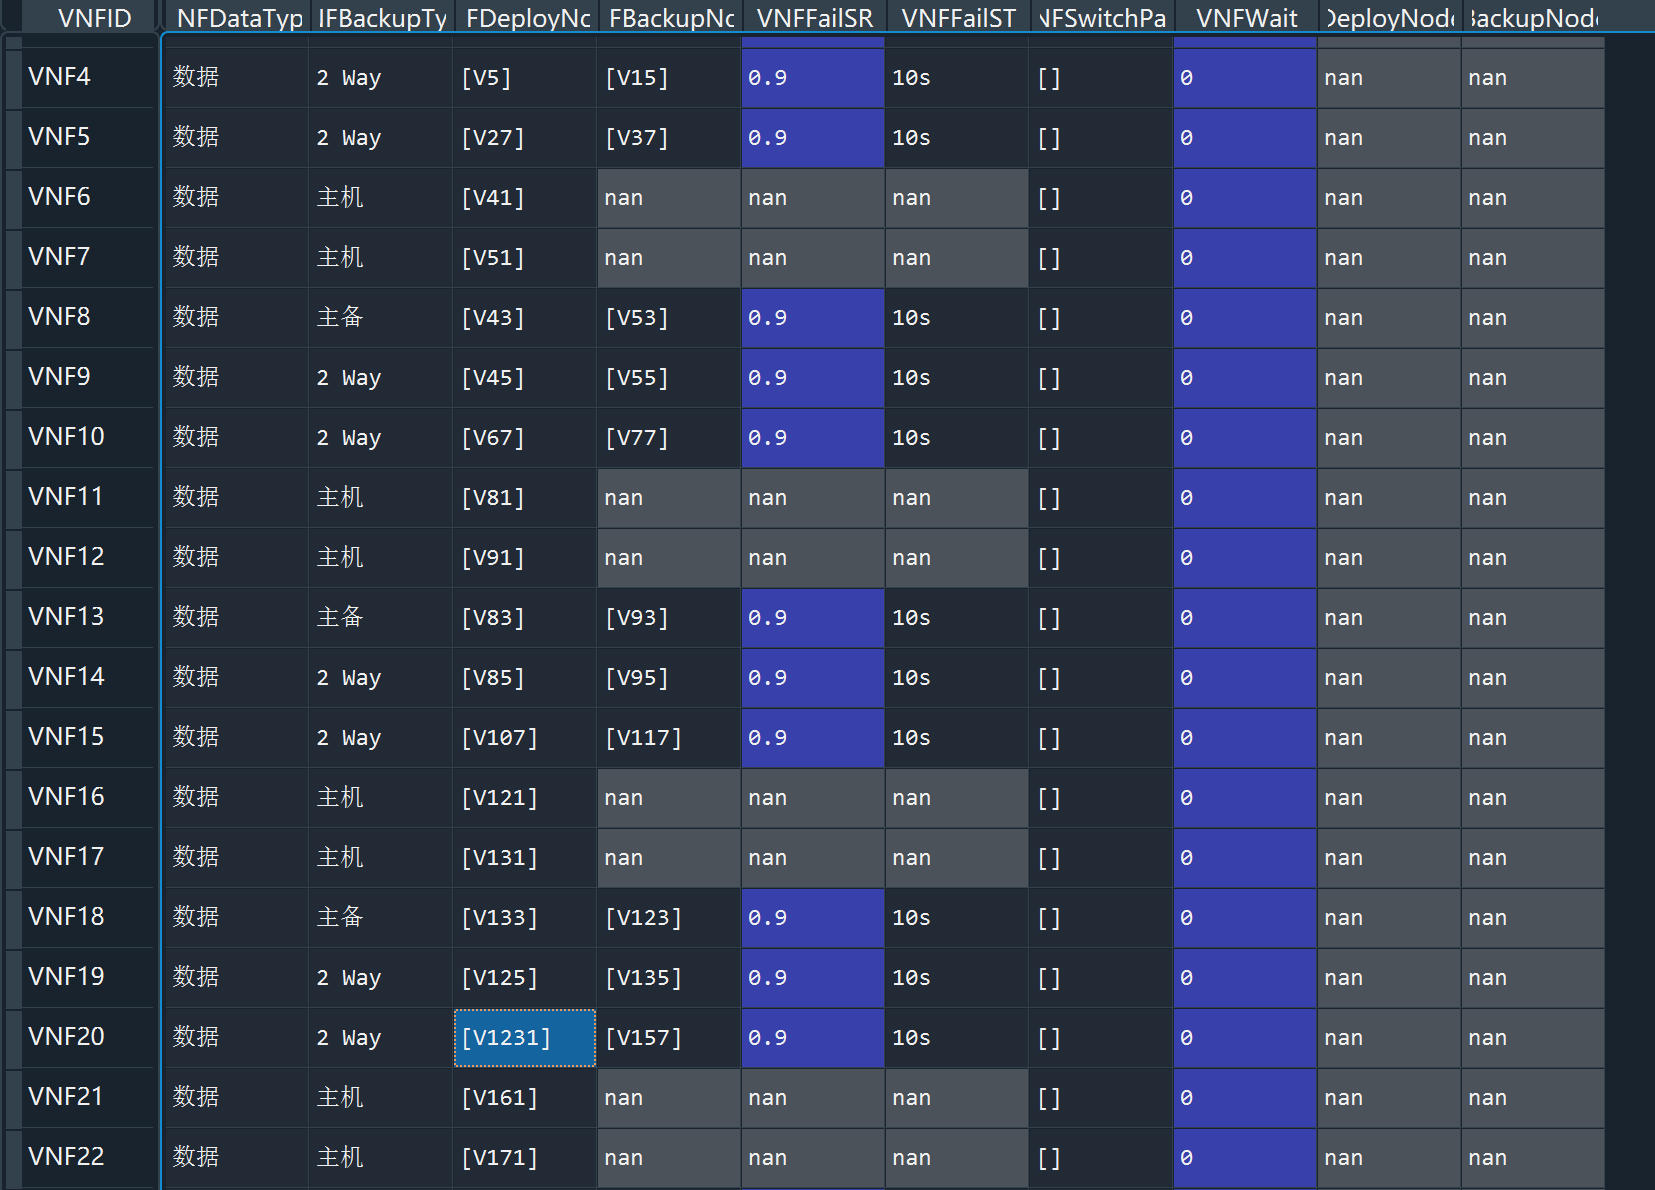 VNFID NFDataTyp IFBackupTy FDeployNo FBackupNo VNFFailSR VNFFailST NFSwitchPa VNFWait DeployNode BackupNode
VNF4 数据 2 Way [V5] [V15] 0.9 10s [] 0 nan nan
VNF5 数据 2 Way [V27] [V37] 0.9 10s [] 0 nan nan
VNF6 数据 主机 [V41] nan nan nan [] 0 nan nan
VNF7 数据 主机 [V51] nan nan nan [] 0 nan nan
VNF8 数据 主备 [V43] [V53] 0.9 10s [] 0 nan nan
VNF9 数据 2 Way [V45] [V55] 0.9 10s [] 0 nan nan
VNF10 数据 2 Way [V67] [V77] 0.9 10s [] 0 nan nan
VNF11 数据 主机 [V81] nan nan nan [] 0 nan nan
VNF12 数据 主机 [V91] nan nan nan [] 0 nan nan
VNF13 数据 主备 [V83] [V93] 0.9 10s [] 0 nan nan
VNF14 数据 2 Way [V85] [V95] 0.9 10s [] 0 nan nan
VNF15 数据 2 Way [V107] [V117] 0.9 10s [] 0 nan nan
VNF16 数据 主机 [V121] nan nan nan [] 0 nan nan
VNF17 数据 主机 [V131] nan nan nan [] 0 nan nan
VNF18 数据 主备 [V133] [V123] 0.9 10s [] 0 nan nan
VNF19 数据 2 Way [V125] [V135] 0.9 10s [] 0 nan nan
VNF20 数据 2 Way [V1231] [V157] 0.9 10s [] 0 nan nan
VNF21 数据 主机 [V161] nan nan nan [] 0 nan nan
VNF22 数据 主机 [V171] nan nan nan [] 0 nan nan